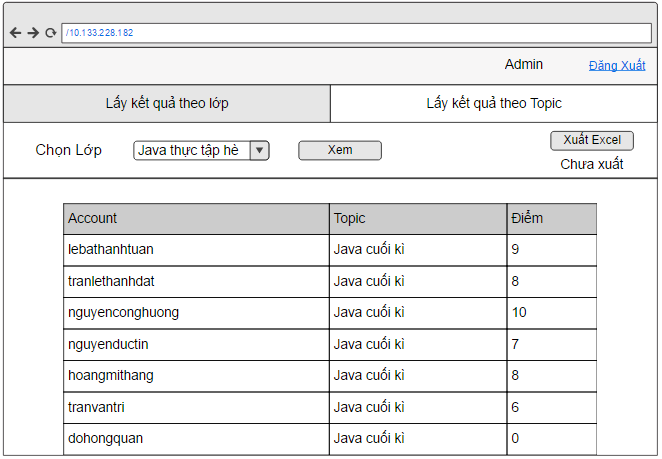 /10.133.228.182
Admin Đăng Xuất
Lấy kết quả theo lớp Lấy kết quả theo Topic
Chọn Lớp Java thực tập hè Xem Xuất Excel
Chưa xuất
Account Topic Điểm
lebathanhtuan Java cuối kì 9
tranlethanhdat Java cuối kì 8
nguyenconghuong Java cuối kì 10
nguyenductin Java cuối kì 7
hoangmithang Java cuối kì 8
tranvantri Java cuối kì 6
dohongquan Java cuối kì 0